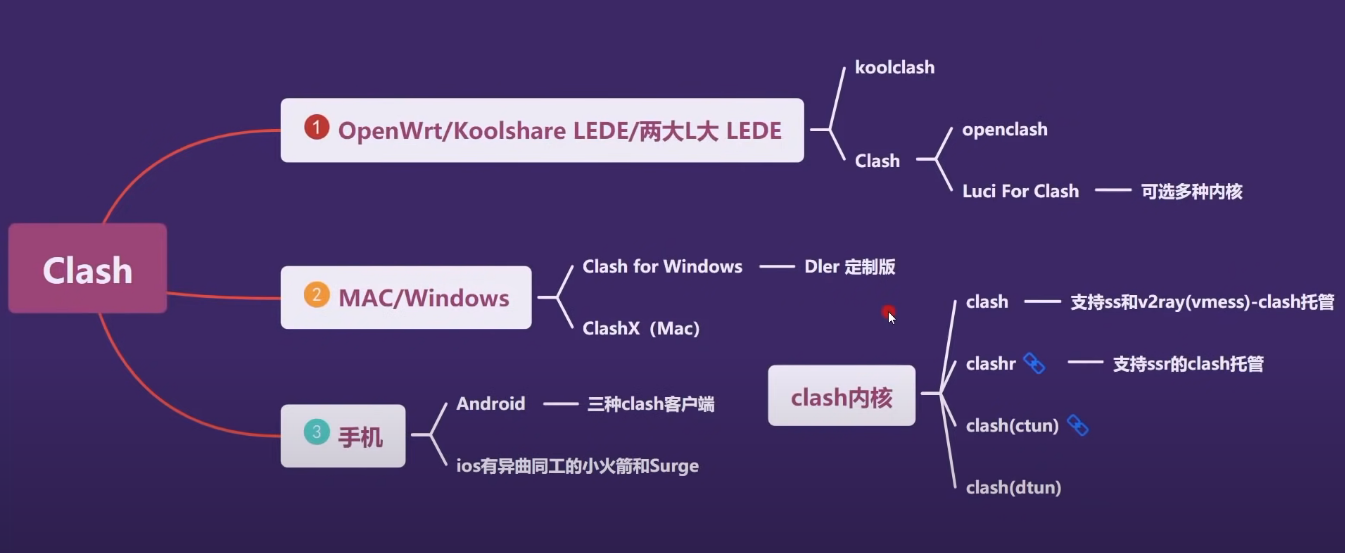 Clash
1 OpenWrt/Koolshare LEDE/两大L大 LEDE
koolclash
Clash
openclash
Luci For Clash
可选多种内核
2 MAC/Windows
Clash for Windows
Dler 定制版
ClashX（Mac）
3 手机
Android
三种clash客户端
ios有异曲同工的小火箭和Surge
clash内核
clash
支持ss和v2ray(vmess)-clash托管
clashr
支持ssr的clash托管
clash(ctun)
clash(dtun)